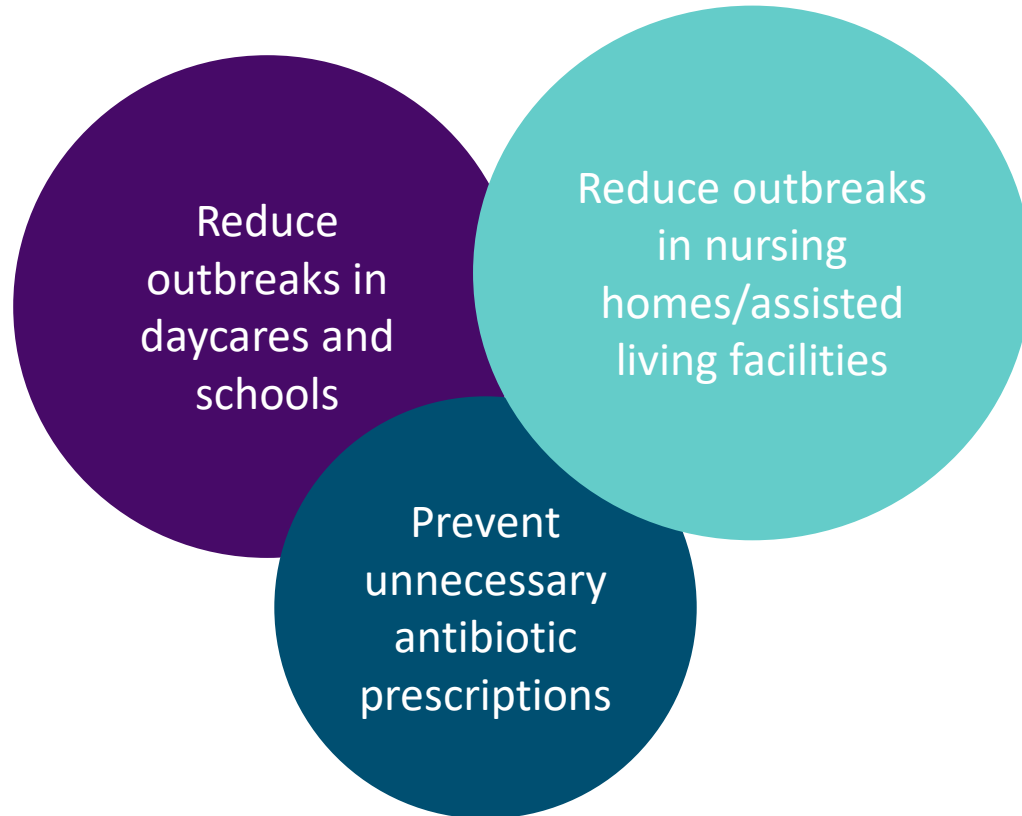 Reduce
outbreaks in
daycares and
schools
Reduce outbreaks
in nursing
homes/assisted
living facilities
Prevent
unnecessary
antibiotic
prescriptions